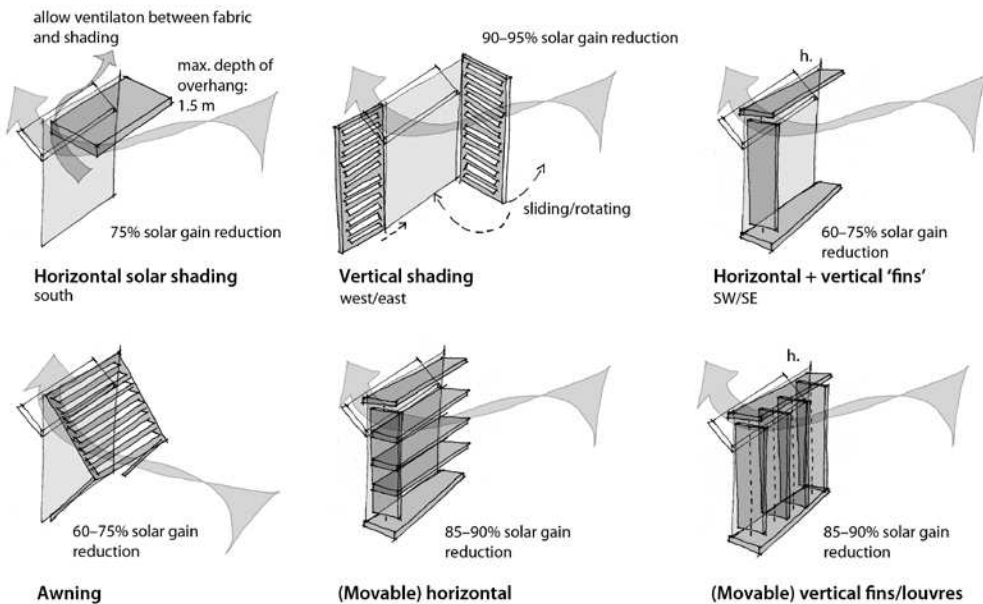 allow ventilaton between fabric
and shading
max. depth of
overhang:
1.5 m
75% solar gain reduction
Horizontal solar shading
south
90–95% solar gain reduction
sliding/rotating
Vertical shading
west/east
h.
60–75% solar gain
reduction
Horizontal + vertical ‘fins’
SW/SE
60–75% solar gain
reduction
Awning
85–90% solar gain
reduction
(Movable) horizontal
h.
85–90% solar gain
reduction
(Movable) vertical fins/louvres